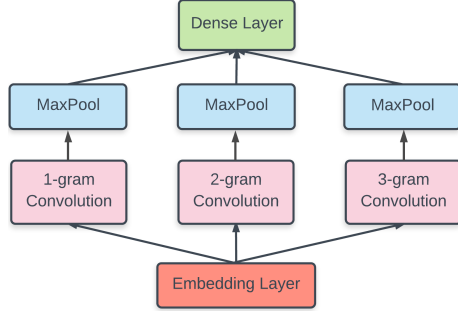 Dense Layer
MaxPool
MaxPool
MaxPool
1-gram
Convolution
2-gram
Convolution
3-gram
Convolution
Embedding Layer